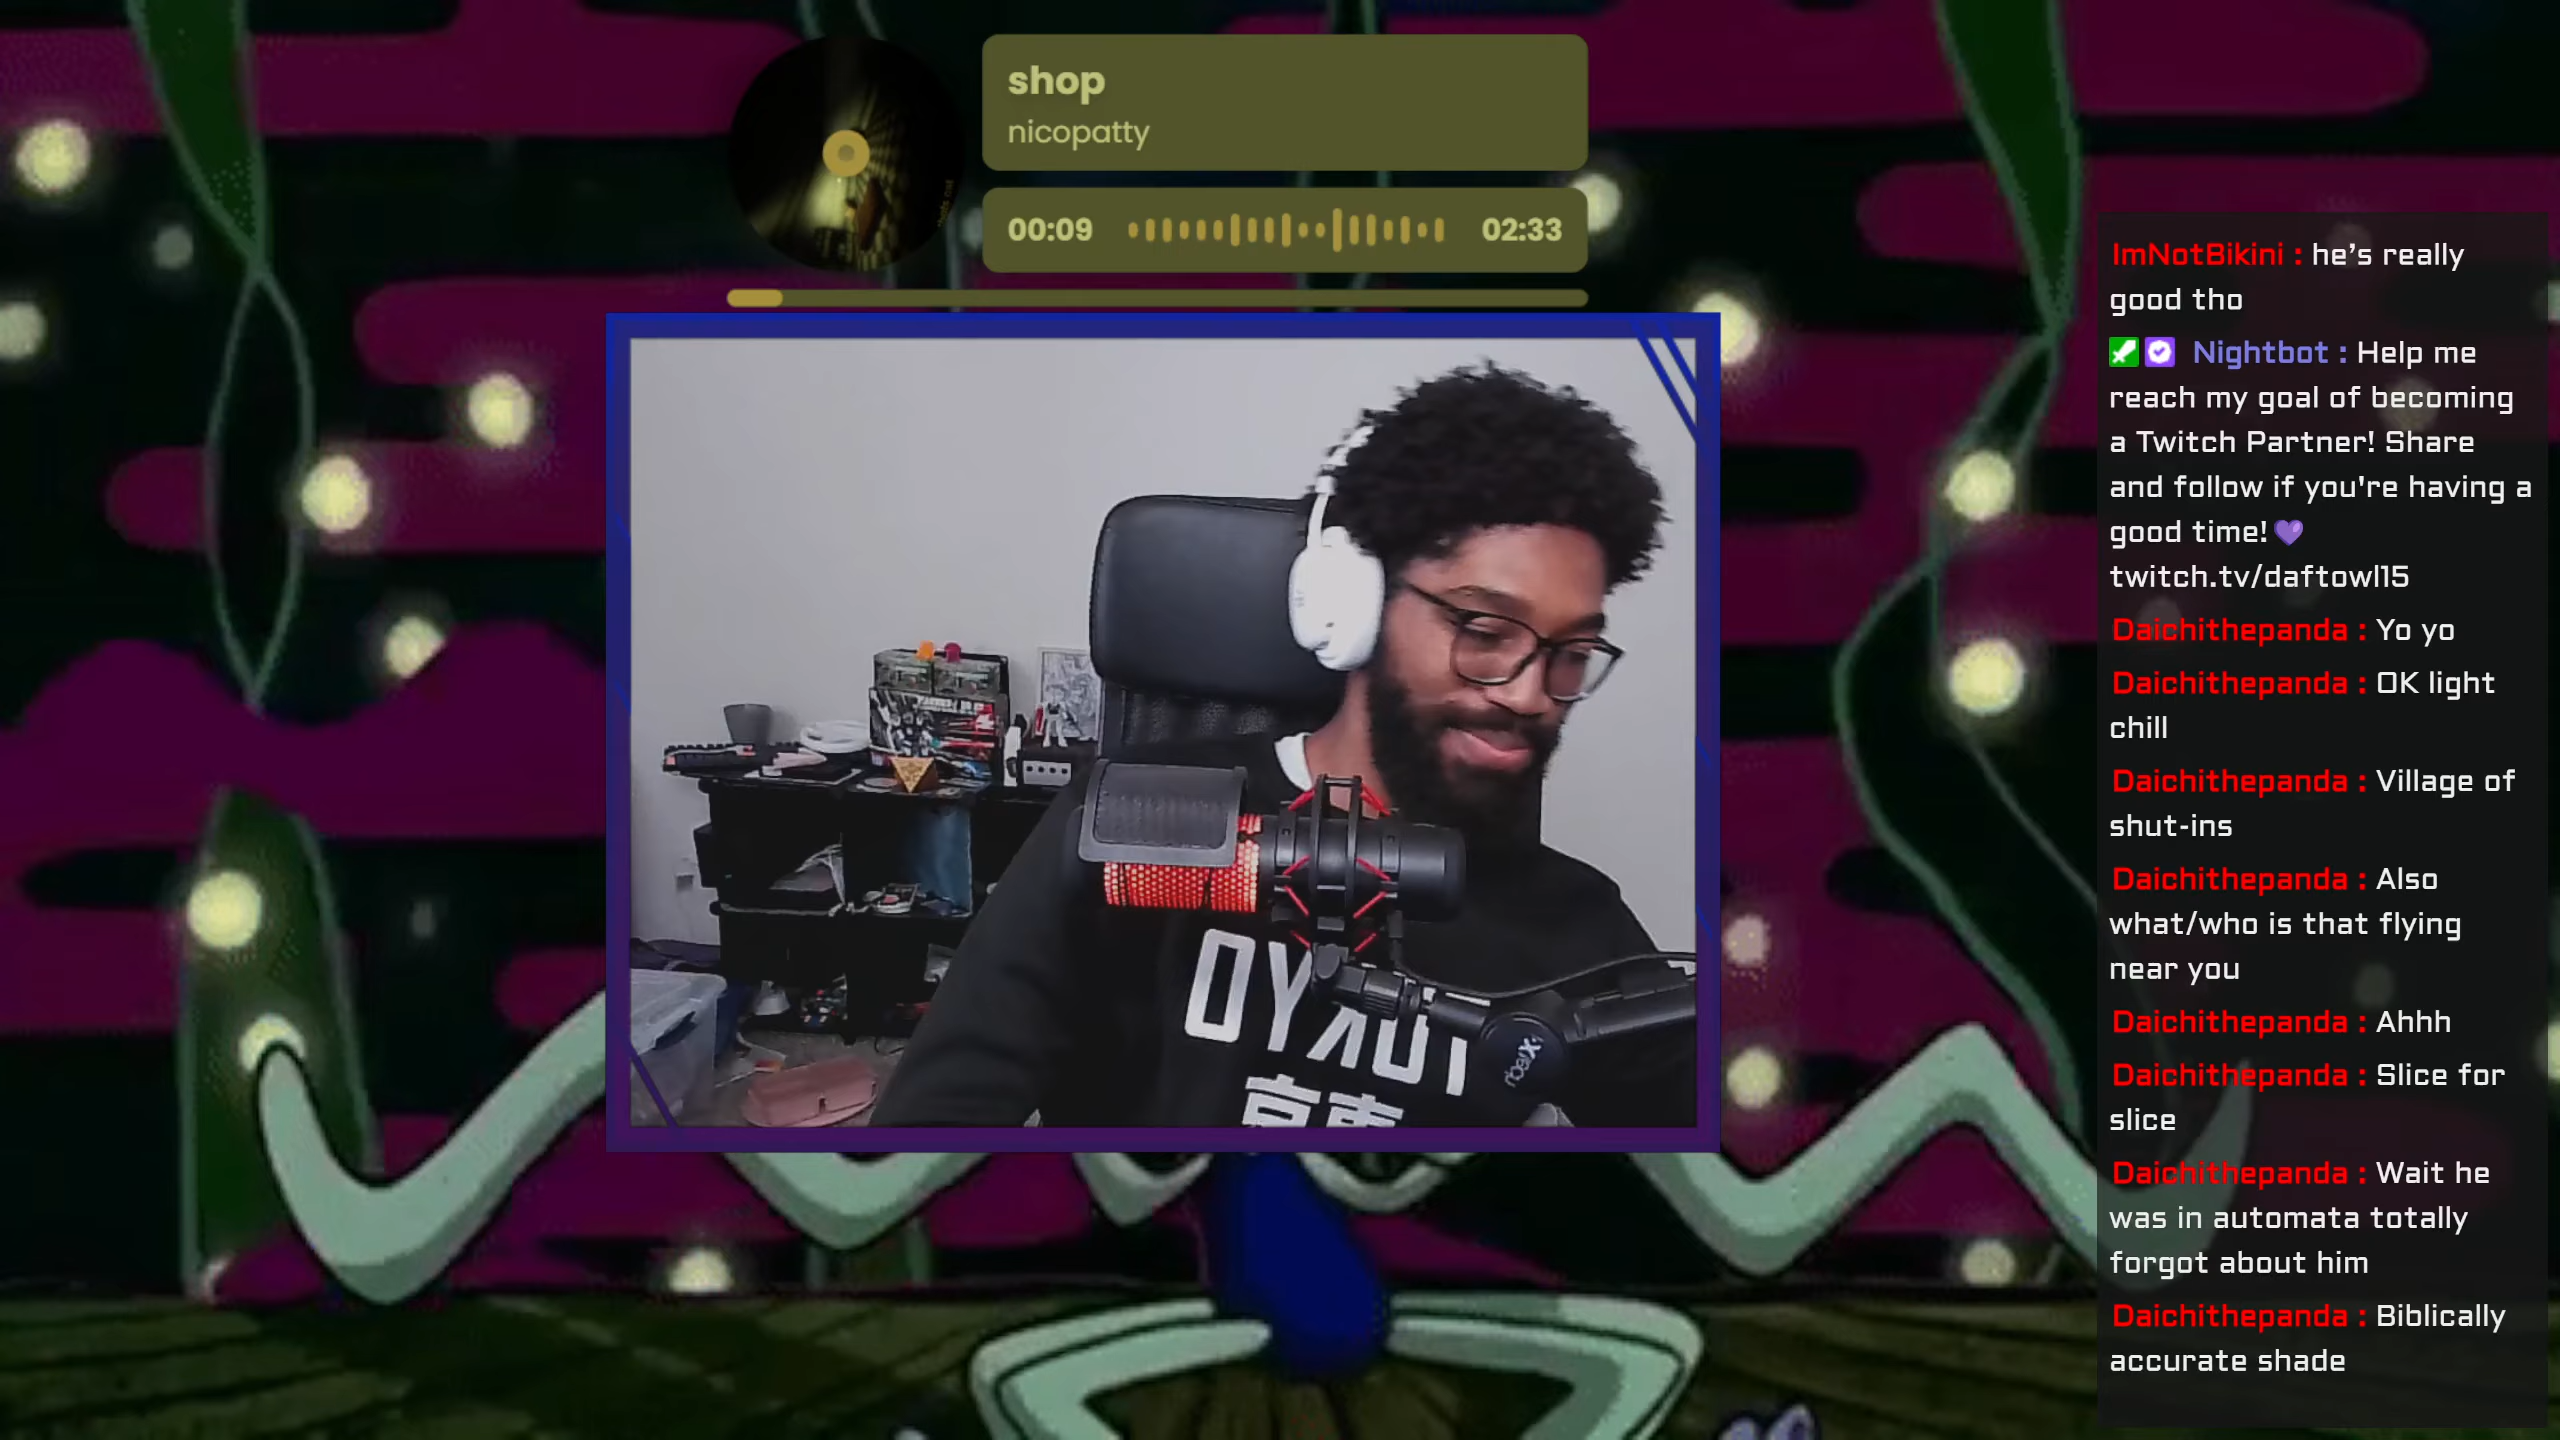 shop
nicopatty
00:09
02:33
ImNotBikini : he’s really
good tho
Nightbot : Help me
reach my goal of becoming
a Twitch Partner! Share
and follow if you're having a
good time!
twitch.tv/daftowl15
Daichithepanda : Yo yo
Daichithepanda : OK light
chill
Daichithepanda : Village of
shut-ins
Daichithepanda : Also
what/who is that flying
near you
Daichithepanda : Ahhh
Daichithepanda : Slice for
slice
Daichithepanda : Wait he
was in automata totally
forgot about him
Daichithepanda : Biblically
accurate shade